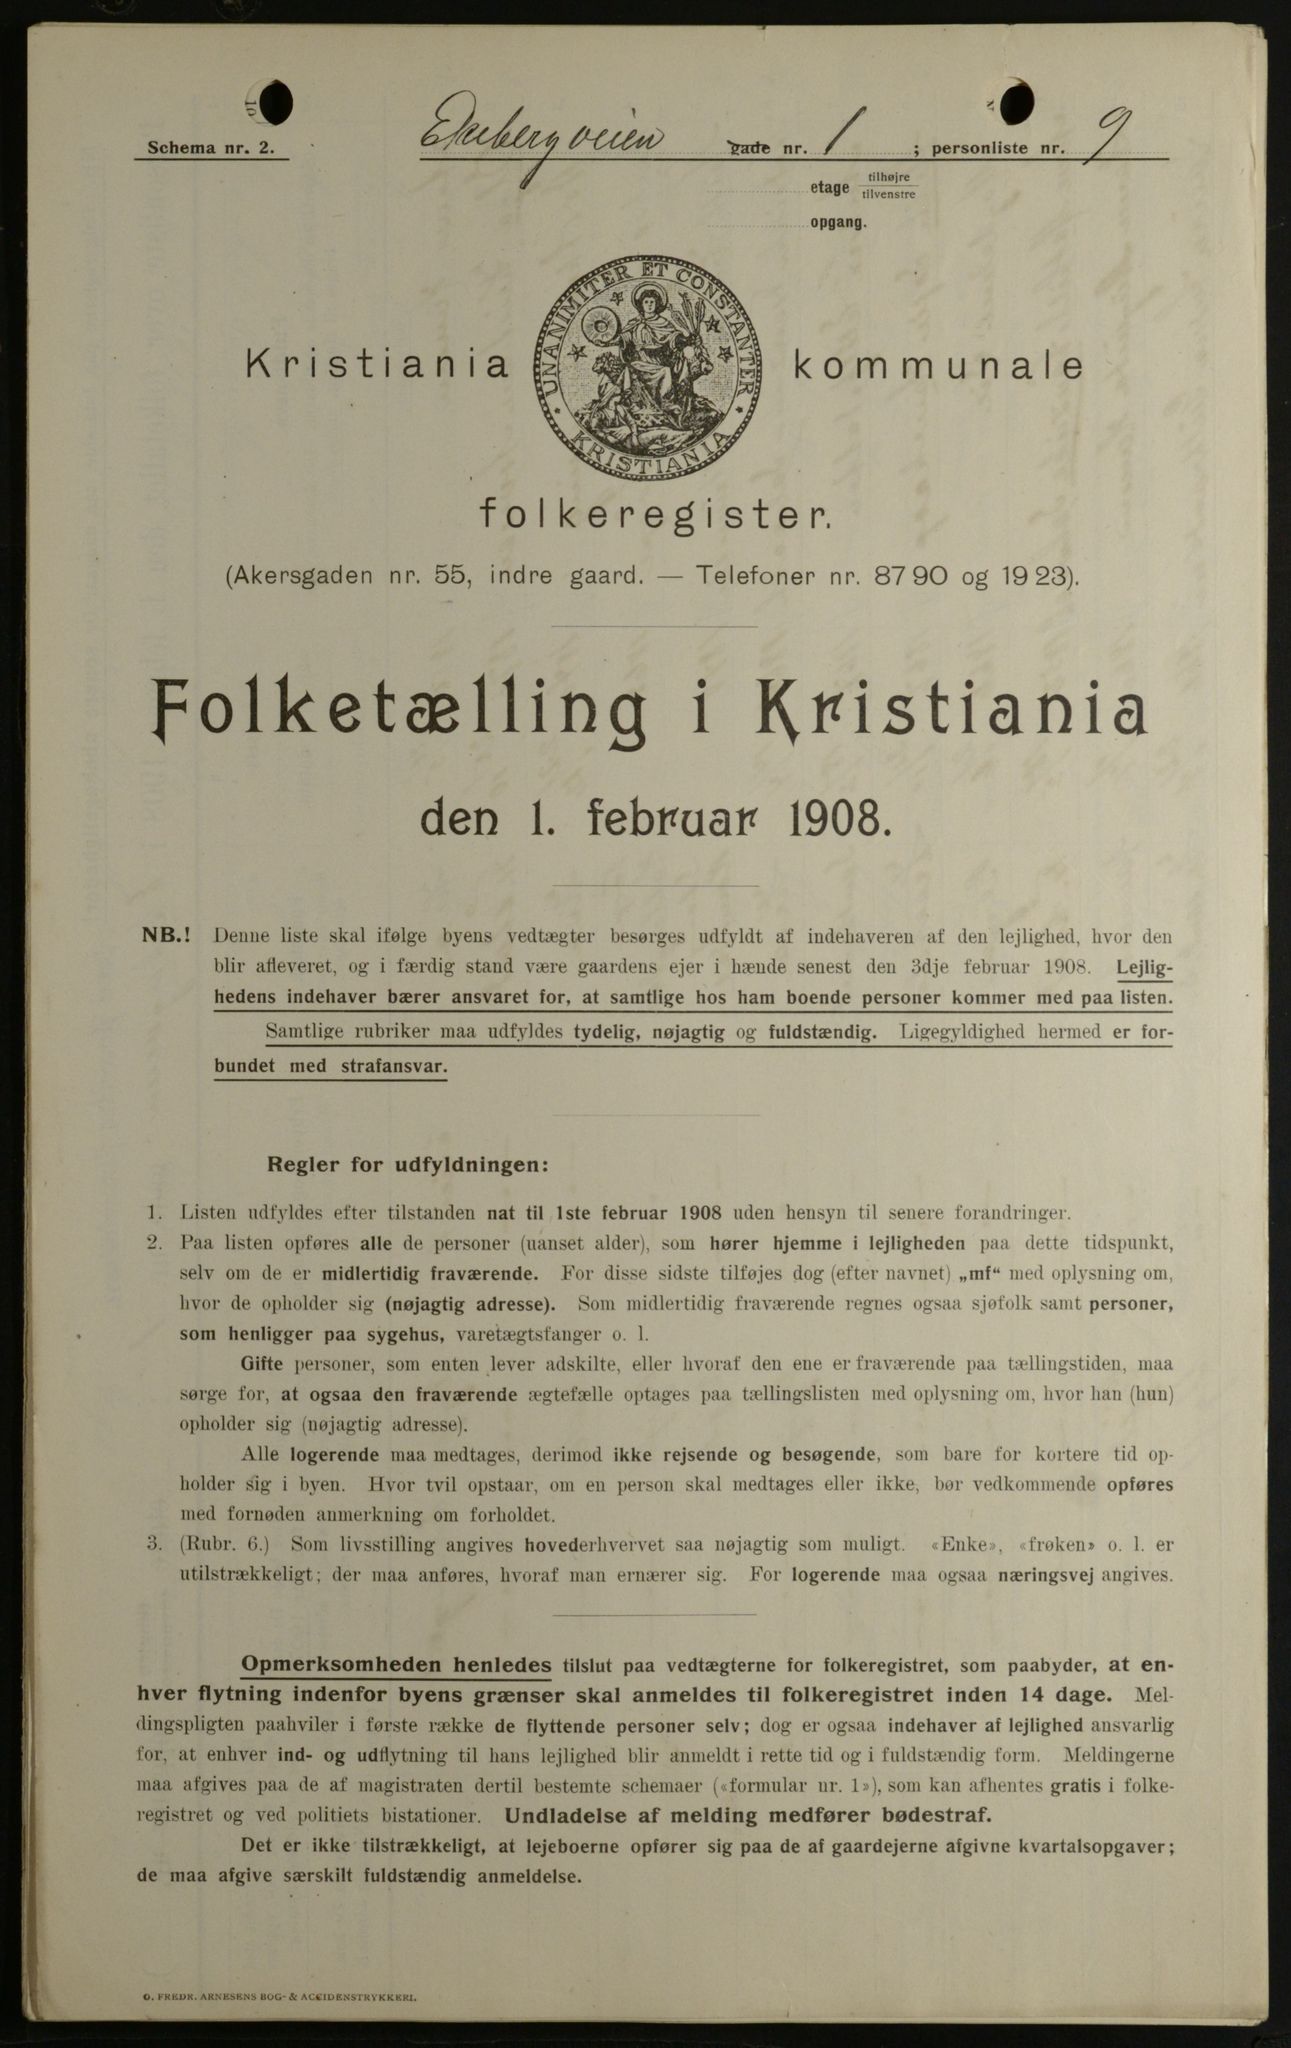 Schema nr. 2. Ekebergveien gade nr. 1 ; personliste nr. 9
etage tilhøjre
tilvenstre
opgang.
UNANIMITER ET CONSTANTER
KRISTIANIA
Kristiania kommunale
folkeregister.
(Akersgaden nr. 55, indre gaard. — Telefoner nr. 8790 og 1923).
Folketælling i Kristiania
den 1. februar 1908.
NB.! Denne liste skal ifølge byens vedtægter besørges udfyldt af indehaveren af den lejlighed, hvor den
blir afleveret, og i færdig stand være gaardens ejer i hænde senest den 3dje februar 1908. Lejlig-
hedens indehaver bærer ansvaret for, at samtlige hos ham boende personer kommer med paa listen.
Samtlige rubriker maa udfyldes tydelig, nøjagtig og fuldstændig. Ligegyldighed hermed er for-
bundet med strafansvar.
Regler for udfyldningen:
1. Listen udfyldes efter tilstanden nat til 1ste februar 1908 uden hensyn til senere forandringer.
2. Paa listen opføres alle de personer (uanset alder), som hører hjemme i lejligheden paa dette tidspunkt,
selv om de er midlertidig fraværende. For disse sidste tilføjes dog (efter navnet) „mf“ med oplysning om,
hvor de opholder sig (nøjagtig adresse). Som midlertidig fraværende regnes ogsaa sjøfolk samt personer,
som henligger paa sygehus, varetægtsfanger o. l.
Gifte personer, som enten lever adskilte, eller hvoraf den ene er fraværende paa tællingstiden, maa
sørge for, at ogsaa den fraværende ægtefælle optages paa tællingslisten med oplysning om, hvor han (hun)
opholder sig (nøjagtig adresse).
Alle logerende maa medtages, derimod ikke rejsende og besøgende, som bare for kortere tid op-
holder sig i byen. Hvor tvil opstaar, om en person skal medtages eller ikke, bør vedkommende opføres
med fornøden anmerkning om forholdet.
3. (Rubr. 6.) Som livsstilling angives hovederhvervet saa nøjagtig som muligt. «Enke», «frøken» o. l. er
utilstrækkeligt; der maa anføres, hvoraf man ernærer sig. For logerende maa ogsaa næringsvej angives.
Opmerksomheden henledes tilslut paa vedtægterne for folkeregistret, som paabyder, at en-
hver flytning indenfor byens grænser skal anmeldes til folkeregistret inden 14 dage. Mel-
dingspligten paahviler i første række de flyttende personer selv; dog er ogsaa indehaver af lejlighed ansvarlig
for, at enhver ind- og udflytning til hans lejlighed blir anmeldt i rette tid og i fuldstændig form. Meldingerne
maa afgives paa de af magistraten dertil bestemte schemaer («formular nr. 1»), som kan afhentes gratis i folke-
registret og ved politiets bistationer. Undladelse af melding medfører bødestraf.
Det er ikke tilstrækkeligt, at lejeboerne opfører sig paa de af gaardejerne afgivne kvartalsopgaver;
de maa afgive særskilt fuldstændig anmeldelse.
O. FREDR. ARNESENS BOG- & ACCIDENSTRYKKERI.